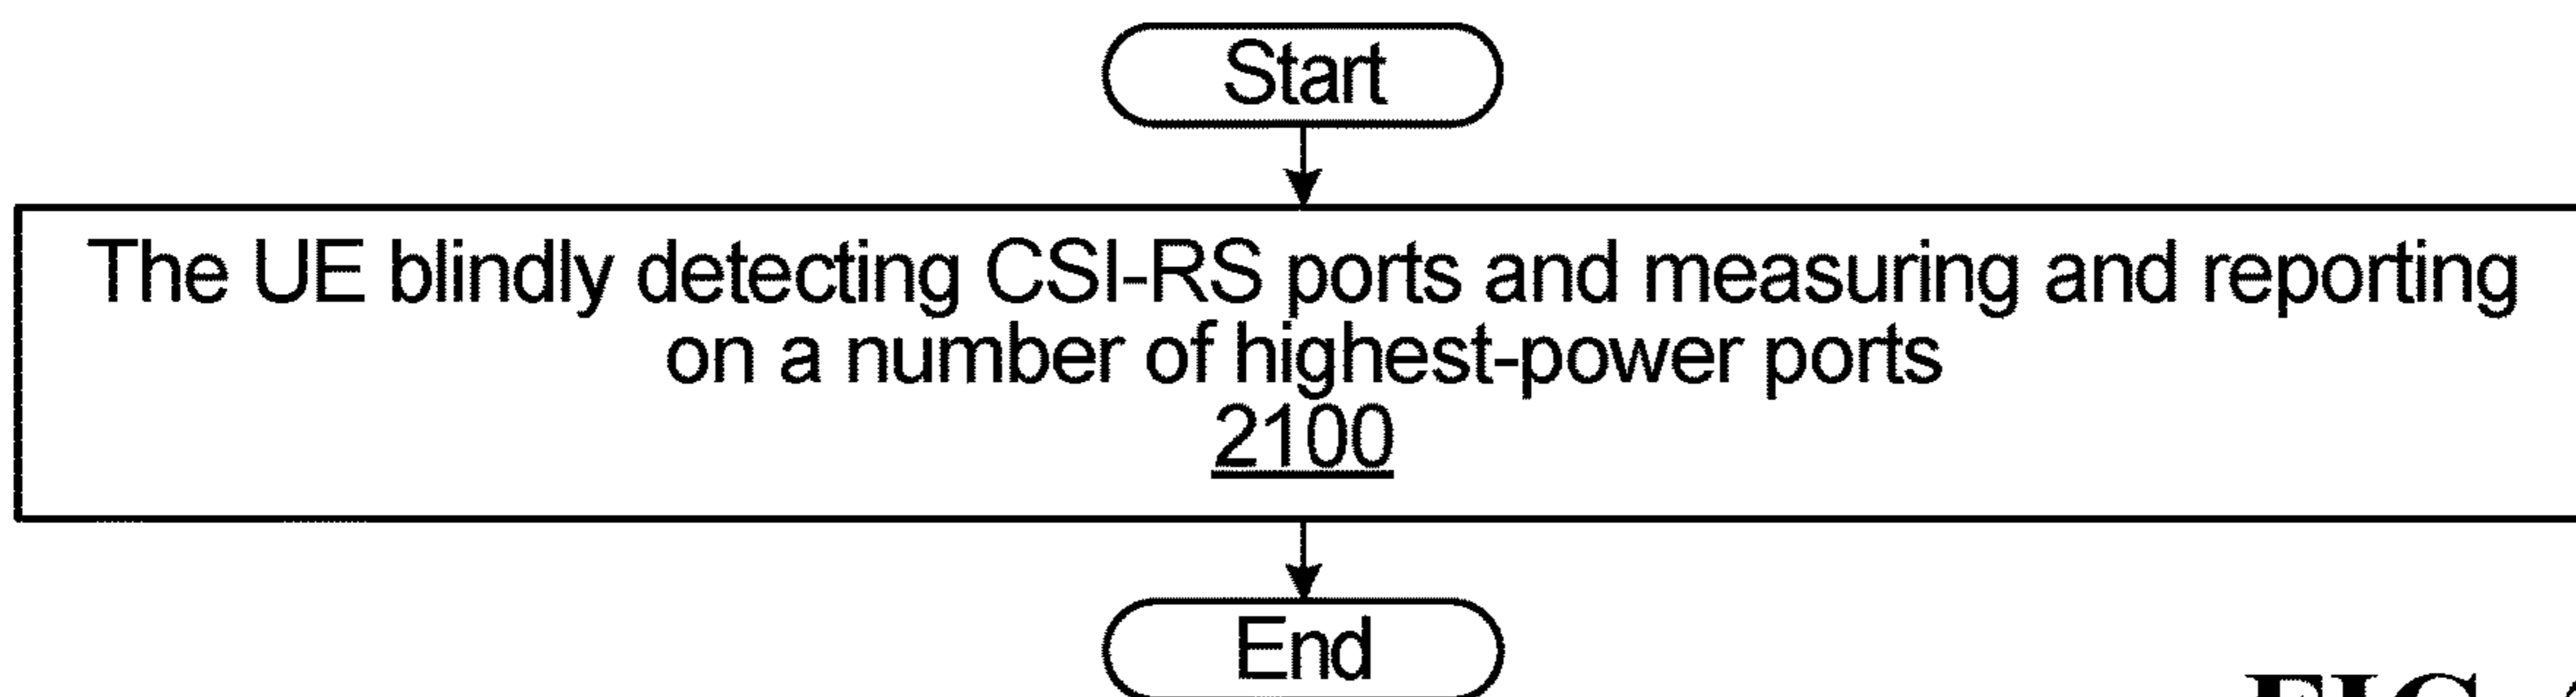 Start
The UE blindly detecting CSI-RS ports and measuring and reporting
on a number of highest-power ports
2100
End
FIG.